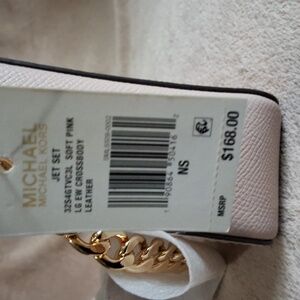 MICHAEL
MICHAEL KORS
JET SET
32S4GTVC3L SOFT PINK
LG EW CROSSBODY
LEATHER
NS
MSRP $168.00